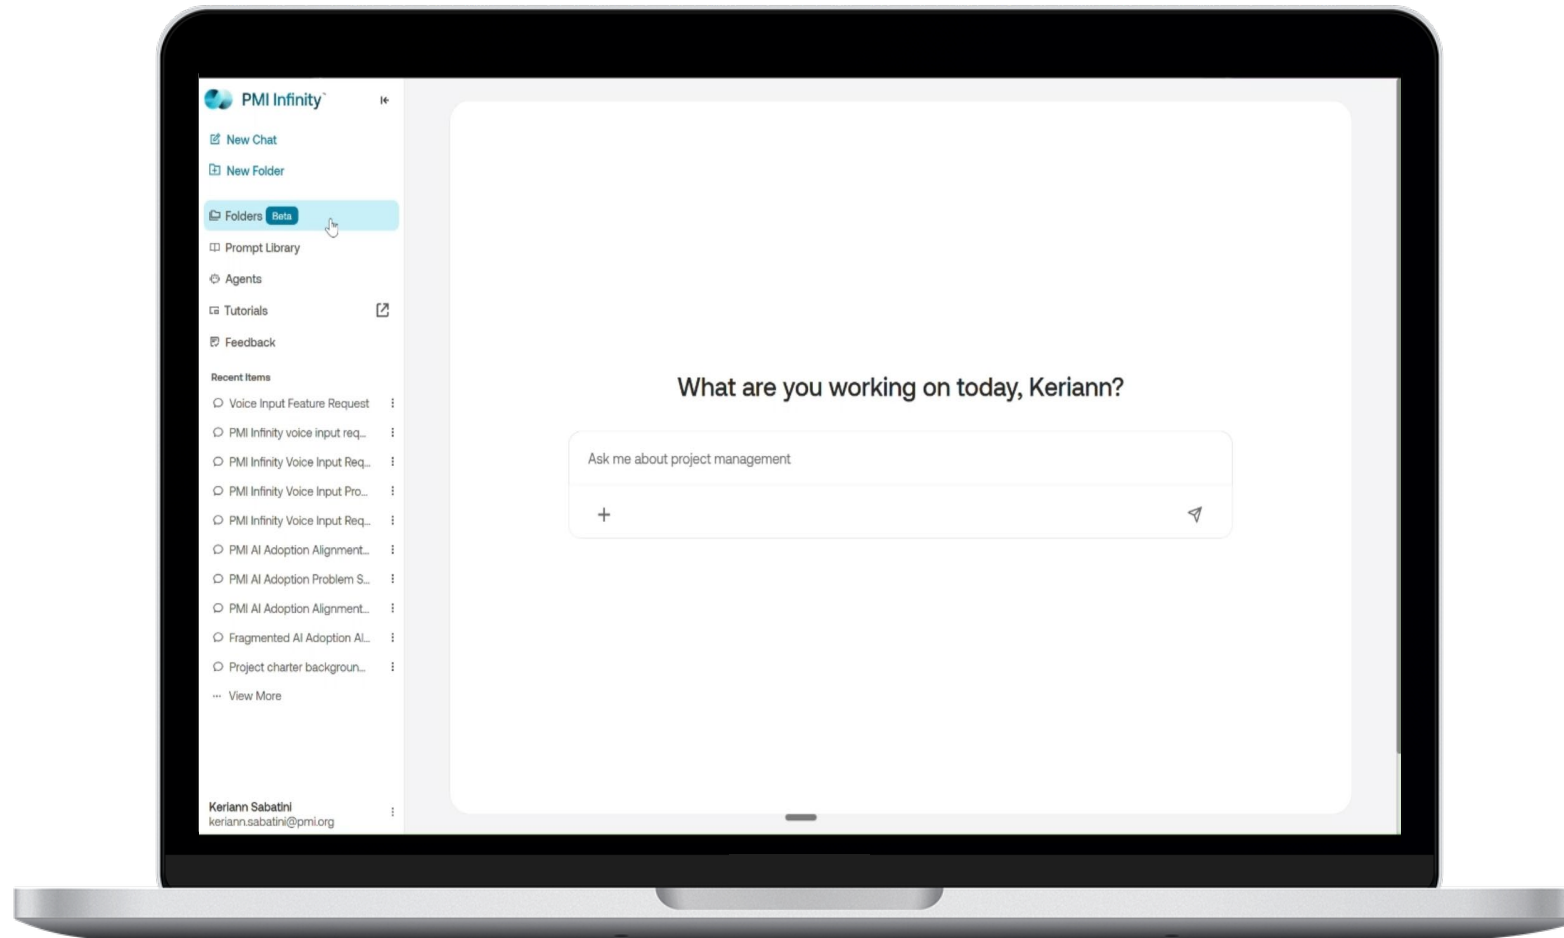 PMI Infinity™
New Chat
New Folder
Folders Beta
Prompt Library
Agents
Tutorials
Feedback
Recent Items
Voice Input Feature Request
PMI Infinity voice input req...
PMI Infinity Voice Input Req...
PMI Infinity Voice Input Pro...
PMI Infinity Voice Input Req...
PMI AI Adoption Alignment...
PMI AI Adoption Problem S...
PMI AI Adoption Alignment...
Fragmented AI Adoption Al...
Project charter backgroun...
View More
Keriann Sabatini
keriann.sabatini@pmi.org
What are you working on today, Keriann?
Ask me about project management